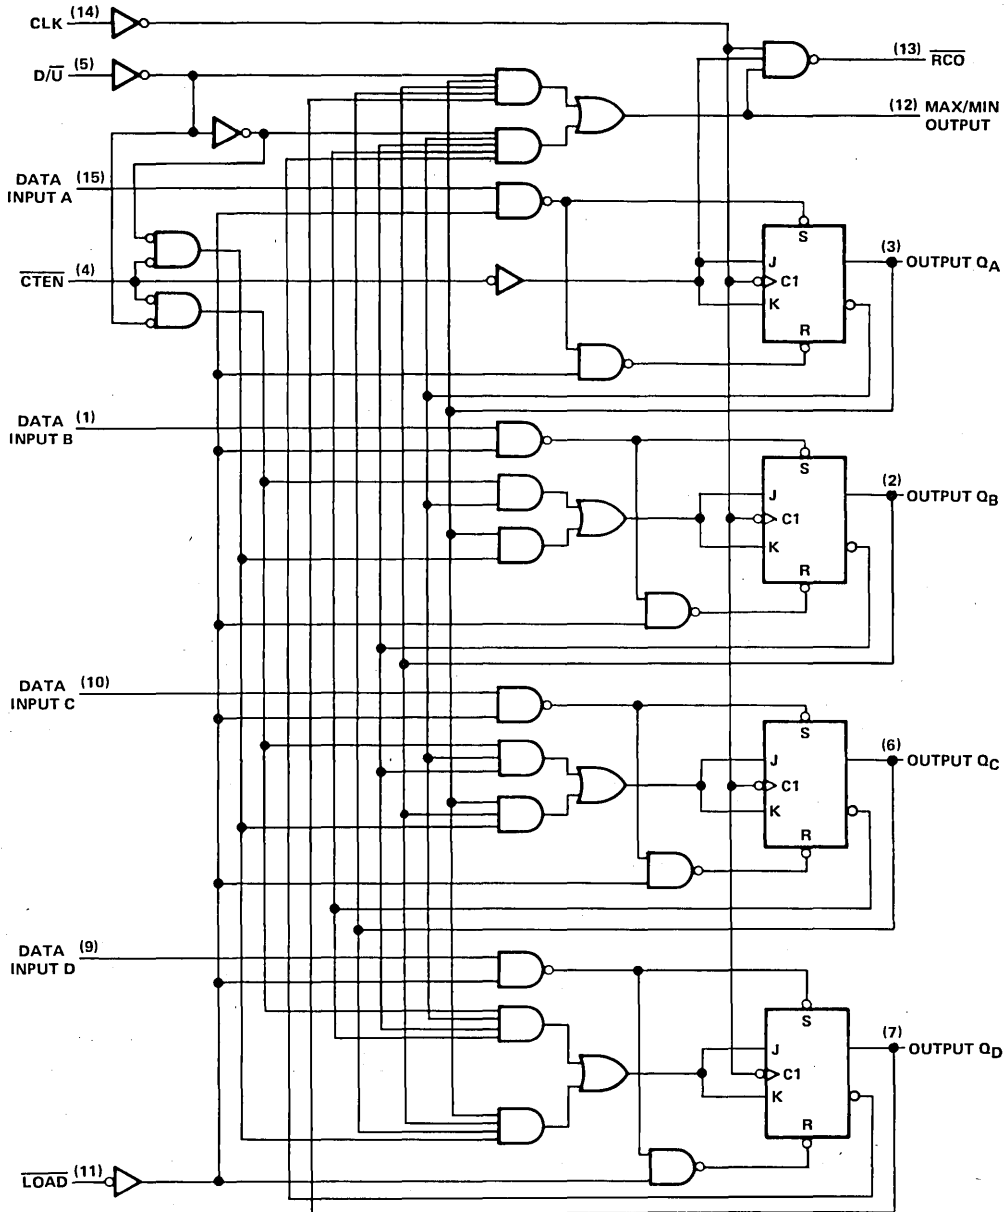 CLK (14)
(13) RCO
D/U (5)
(12) MAX/MIN
OUTPUT
DATA (15)
INPUT A
S
(3)
J
OUTPUT QA
CTEN (4)
C1
K
R
DATA (1)
INPUT B
S
(2)
J
OUTPUT QB
C1
K
R
DATA (10)
INPUT C
S
(6)
J
OUTPUT QC
C1
K
R
DATA (9)
INPUT D
S
(7)
J
OUTPUT QD
C1
K
R
LOAD (11)